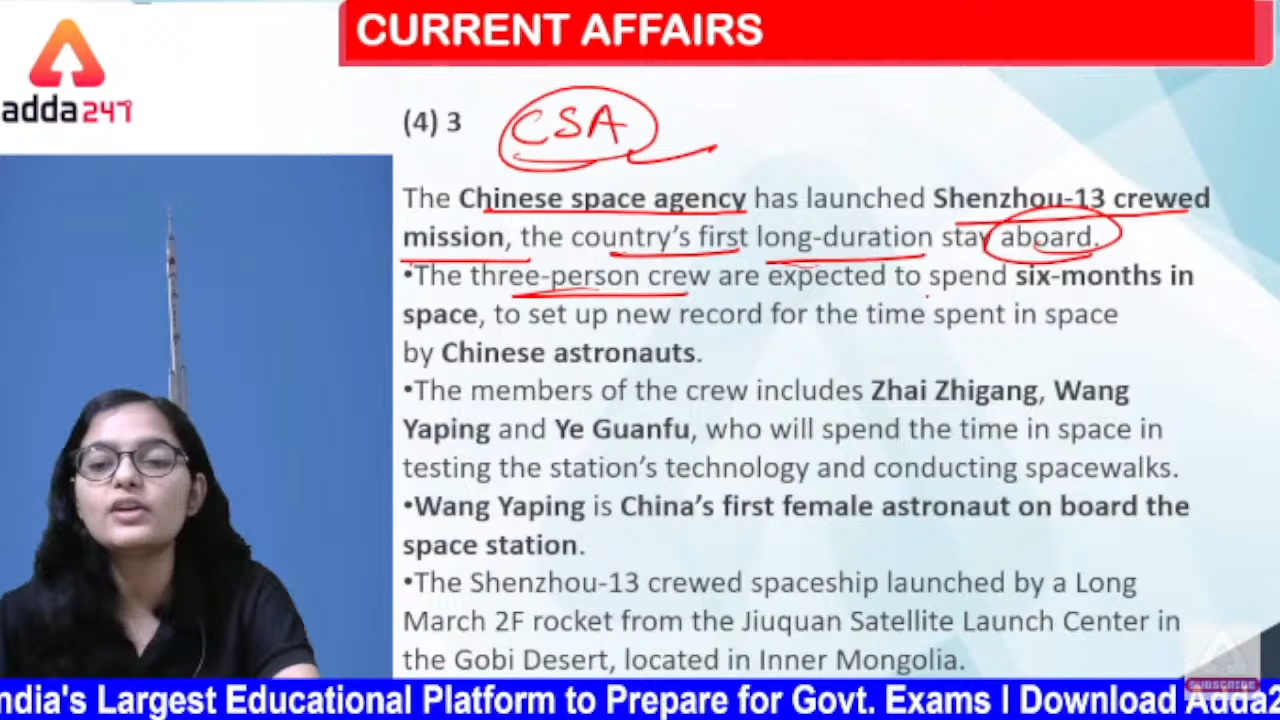 CURRENT AFFAIRS
adda247
(4) 3
CSA
The Chinese space agency has launched Shenzhou-13 crewed
mission, the country's first long-duration stay aboard.
•The three-person crew are expected to spend six-months in
space, to set up new record for the time spent in space
by Chinese astronauts.
•The members of the crew includes Zhai Zhigang, Wang
Yaping and Ye Guanfu, who will spend the time in space in
testing the station's technology and conducting spacewalks.
•Wang Yaping is China's first female astronaut on board the
space station.
•The Shenzhou-13 crewed spaceship launched by a Long
March 2F rocket from the Jiuquan Satellite Launch Center in
the Gobi Desert, located in Inner Mongolia.
SUBSCRIBE
ndia's Largest Educational Platform to Prepare for Govt. Exams I Download Adda2